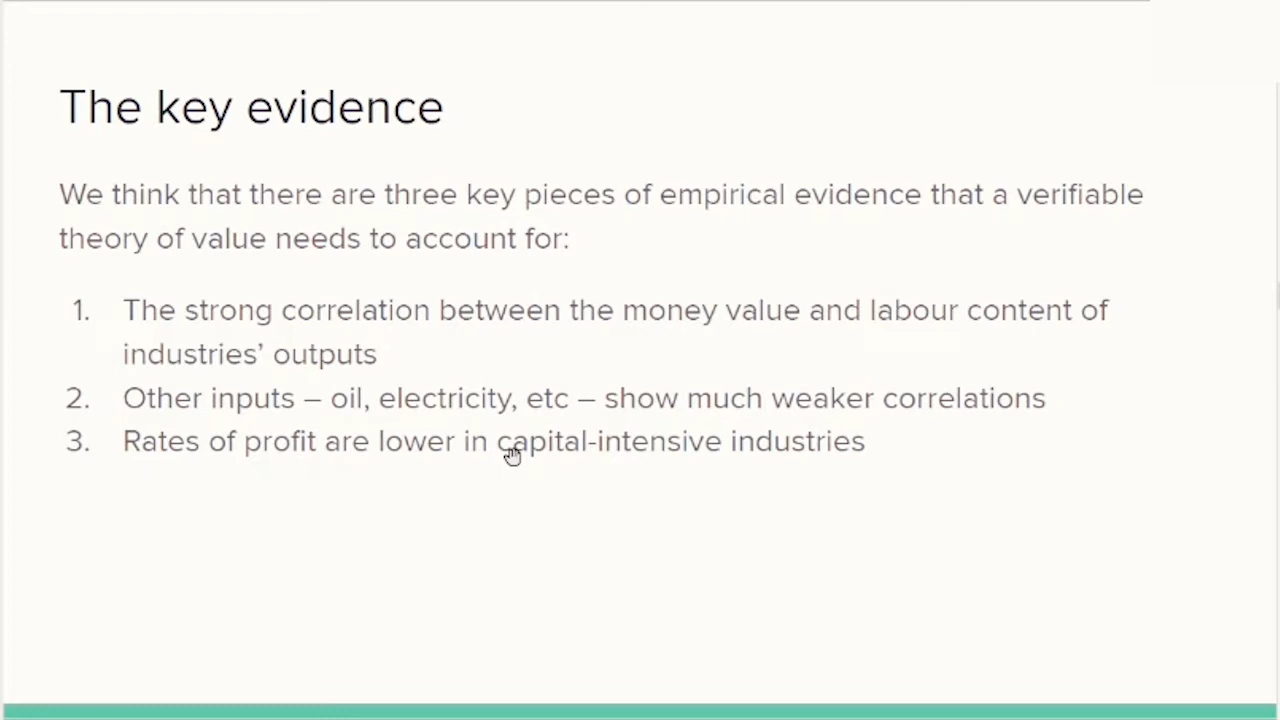 The key evidence
We think that there are three key pieces of empirical evidence that a verifiable
theory of value needs to account for:
1. The strong correlation between the money value and labour content of
industries’ outputs
2. Other inputs – oil, electricity, etc – show much weaker correlations
3. Rates of profit are lower in capital-intensive industries